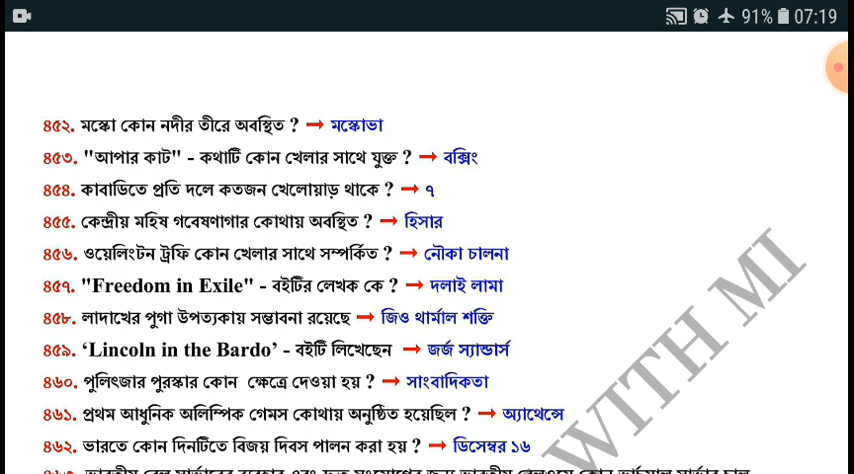 91% 07:19
৪৫২. মস্কো কোন নদীর তীরে অবস্থিত ? → মস্কোভা
৪৫৩. "আপার কাট" - কথাটি কোন খেলার সাথে যুক্ত ? → বক্সিং
৪৫৪. কাবাডিতে প্রতি দলে কতজন খেলোয়াড় থাকে ? → ৭
৪৫৫. কেন্দ্রীয় মহিষ গবেষণাগার কোথায় অবস্থিত ? → হিসার
৪৫৬. ওয়েলিংটন ট্রফি কোন খেলার সাথে সম্পর্কিত ? → নৌকা চালনা
৪৫৭. "Freedom in Exile" - বইটির লেখক কে ? → দলাই লামা
৪৫৮. লাদাখের পুগা উপত্যকায় সম্ভাবনা রয়েছে → জিও থার্মাল শক্তি
৪৫৯. ‘Lincoln in the Bardo’ - বইটি লিখেছেন → জর্জ স্যান্ডার্স
৪৬০. পুলিৎজার পুরস্কার কোন ক্ষেত্রে দেওয়া হয় ? → সাংবাদিকতা
৪৬১. প্রথম আধুনিক অলিম্পিক গেমস কোথায় অনুষ্ঠিত হয়েছিল ? → অ্যাথেন্সে
৪৬২. ভারতে কোন দিনটিতে বিজয় দিবস পালন করা হয় ? → ডিসেম্বর ১৬
WITH MI